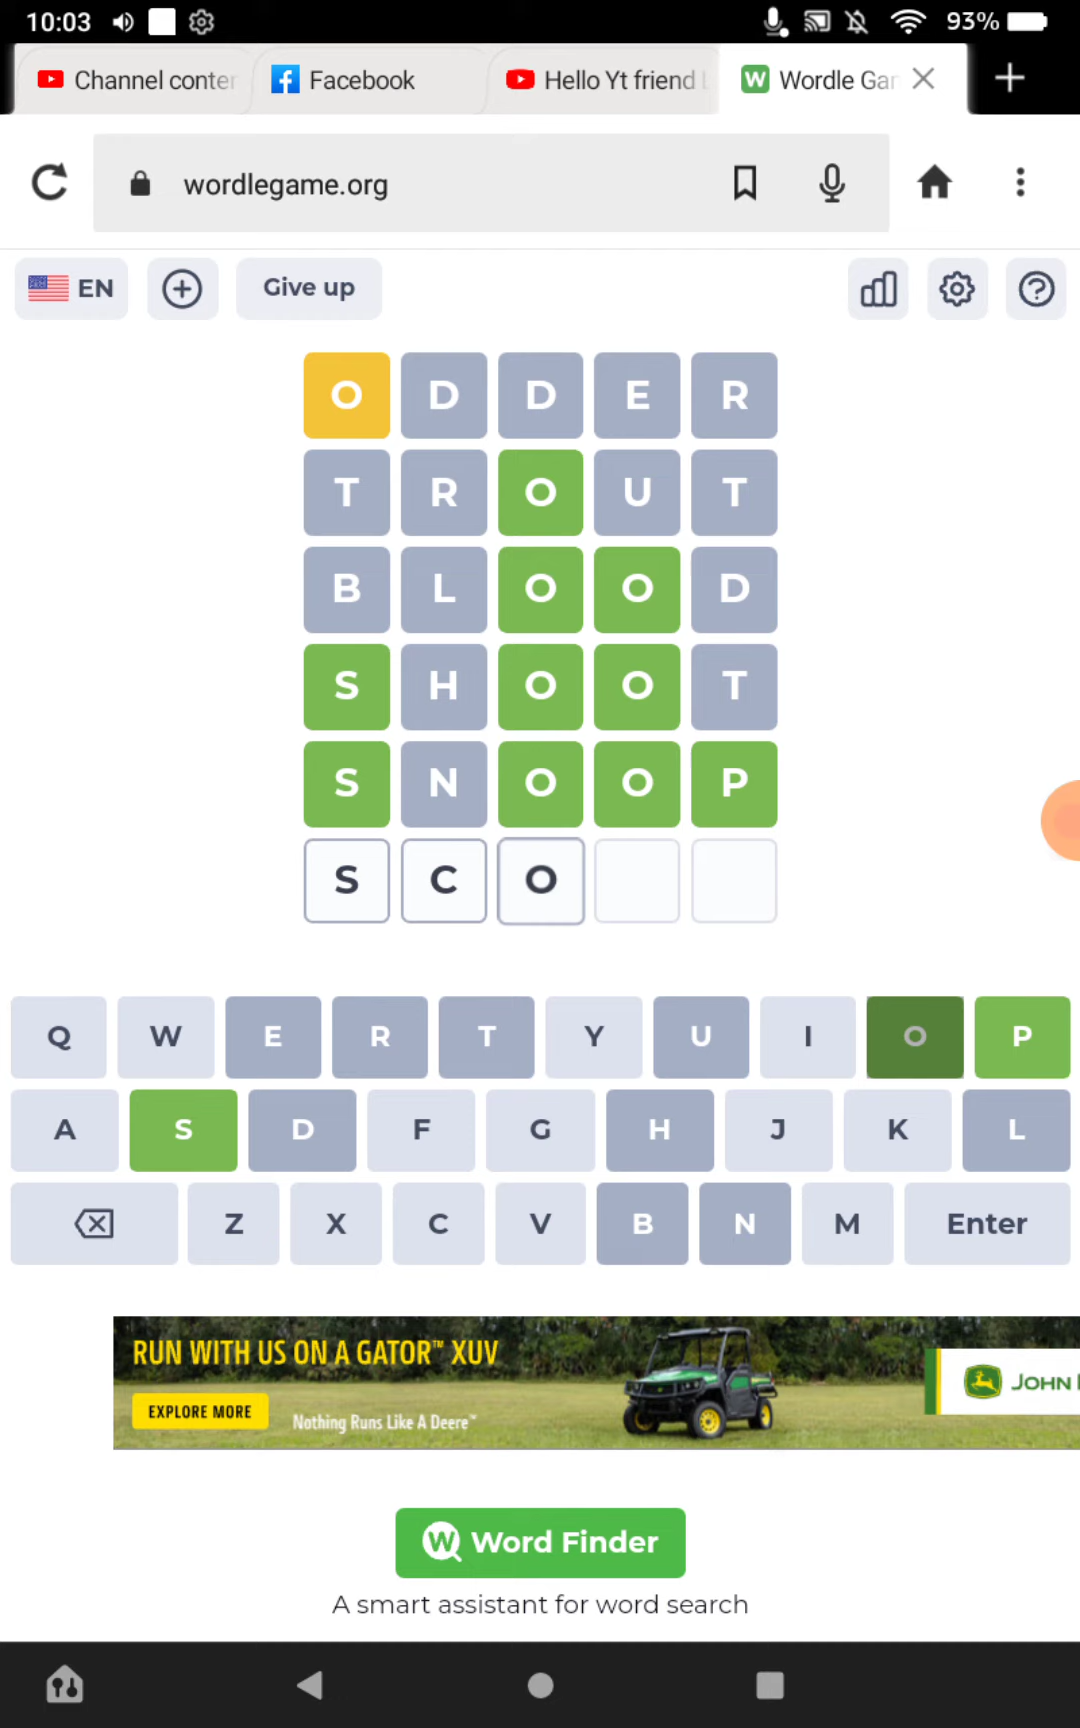 10:03 93%
Channel conter Facebook Hello Yt friend Wordle Gar
wordlegame.org
EN Give up
O D D E R
T R O U T
B L O O D
S H O O T
S N O O P
S C O
Q W E R T Y U I O P
A S D F G H J K L
Z X C V B N M Enter
RUN WITH US ON A GATOR™ XUV
EXPLORE MORE Nothing Runs Like A Deere™
JOHN
W Word Finder
A smart assistant for word search